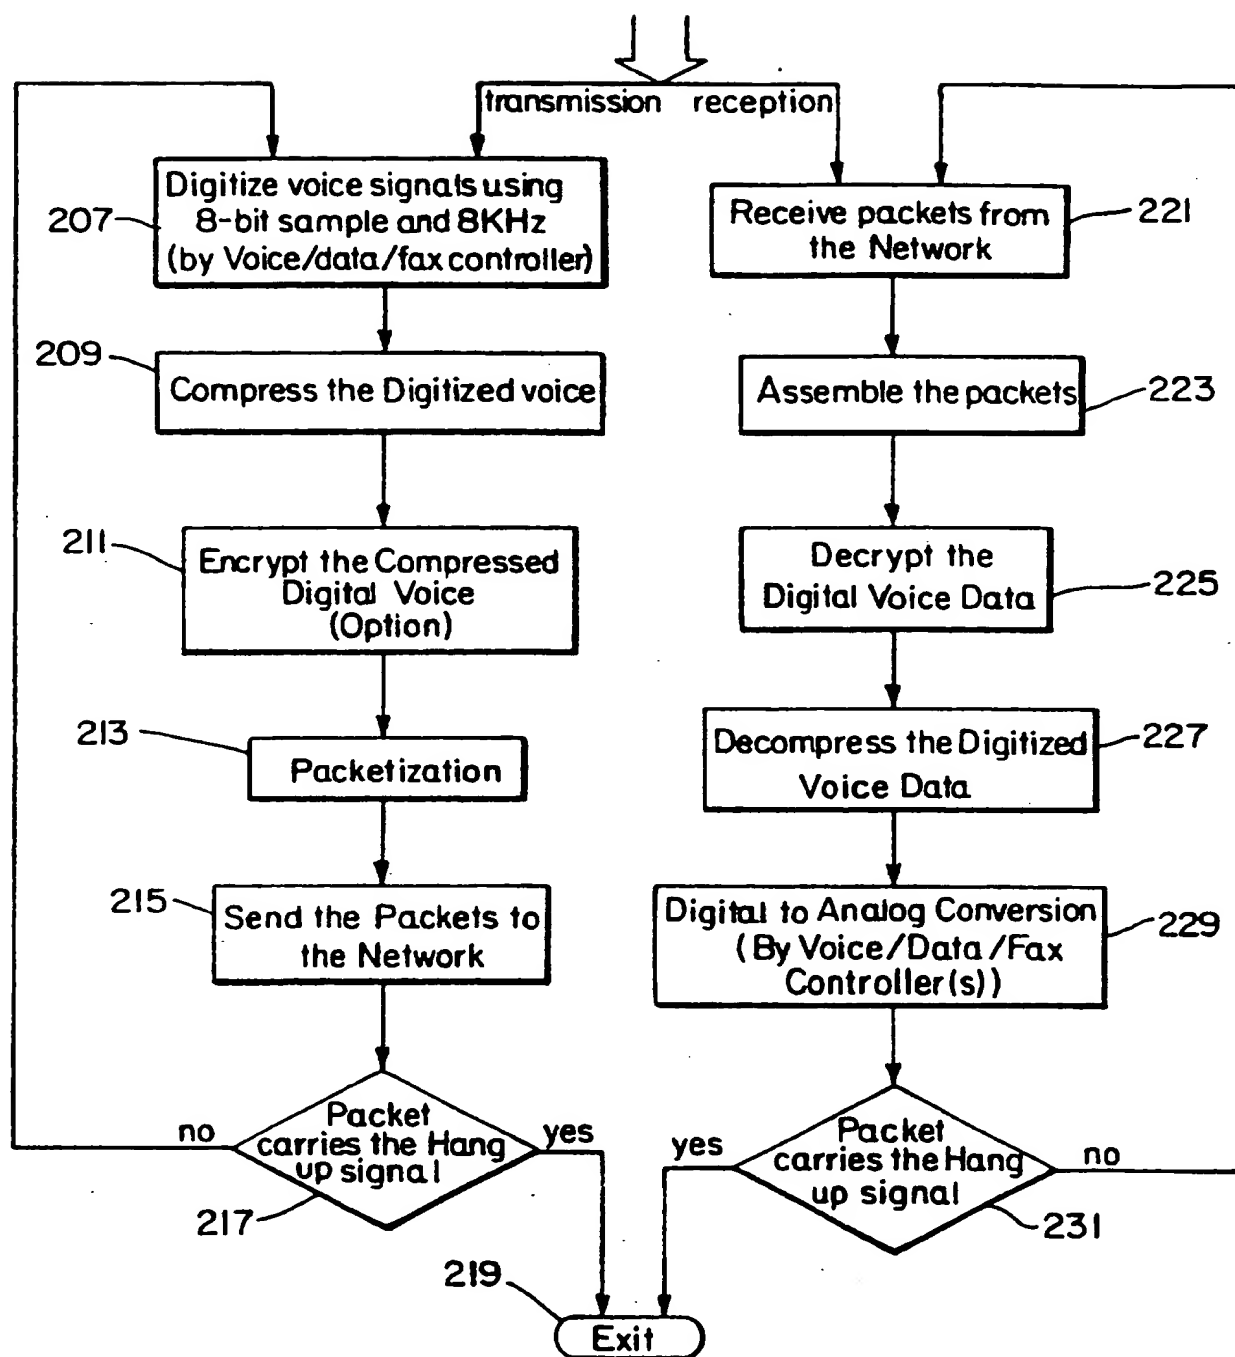 transmission reception
207
Digitize voice signals using
8-bit sample and 8KHz
(by Voice/data/fax controller)
209
Compress the Digitized voice
211
Encrypt the Compressed
Digital Voice
(Option)
213
Packetization
215
Send the Packets to
the Network
no
Packet
carries the Hang
up signal
yes
217
219
Exit
Receive packets from
the Network
221
Assemble the packets
223
Decrypt the
Digital Voice Data
225
Decompress the Digitized
Voice Data
227
Digital to Analog Conversion
(By Voice/Data/Fax
Controller(s))
229
yes
Packet
carries the Hang
up signal
no
231